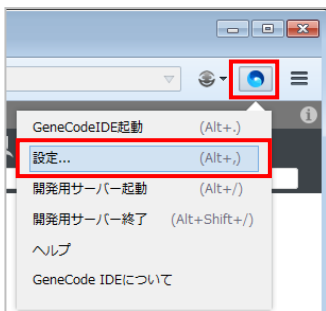 GeneCodeIDE起動 (Alt+.)
設定... (Alt+,)
開発用サーバー起動 (Alt+/)
開発用サーバー終了 (Alt+Shift+/)
ヘルプ
GeneCode IDEについて